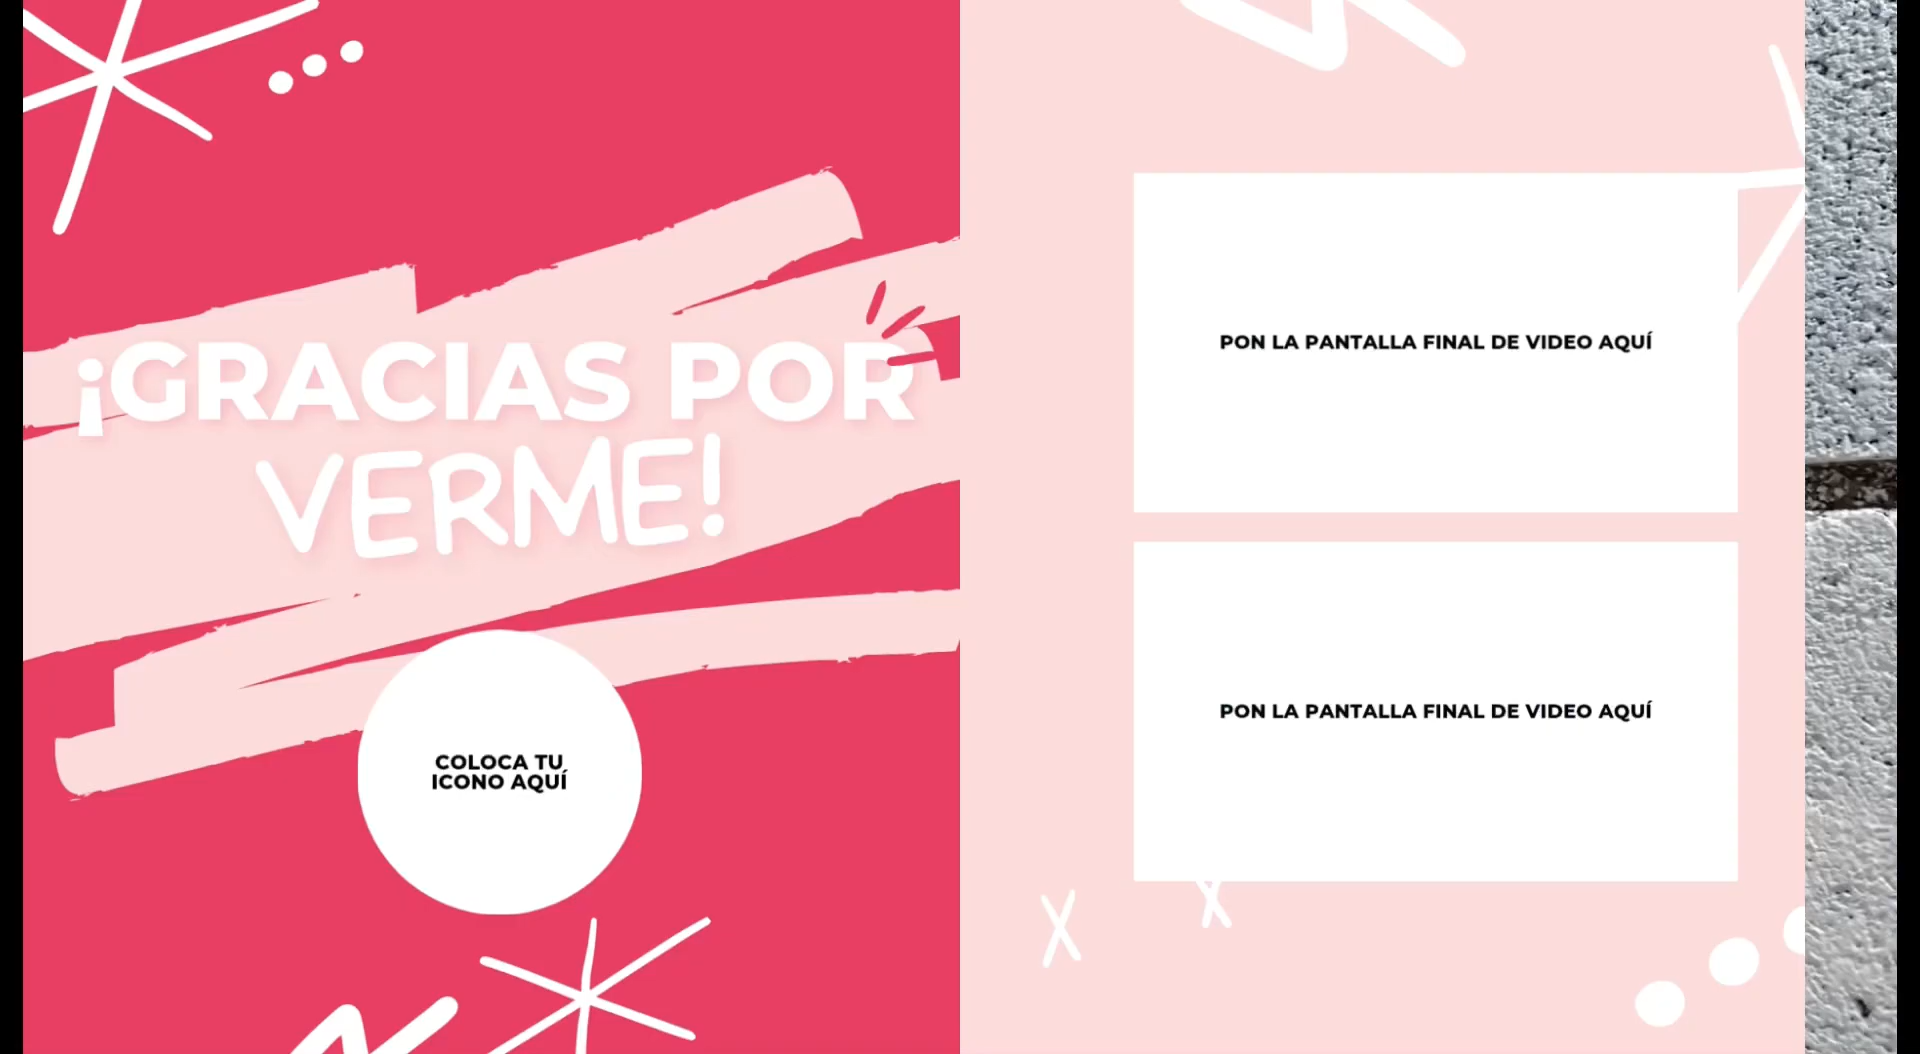 ¡GRACIAS POR
VERME!
COLOCA TU
ICONO AQUÍ
PON LA PANTALLA FINAL DE VIDEO AQUÍ
PON LA PANTALLA FINAL DE VIDEO AQUÍ